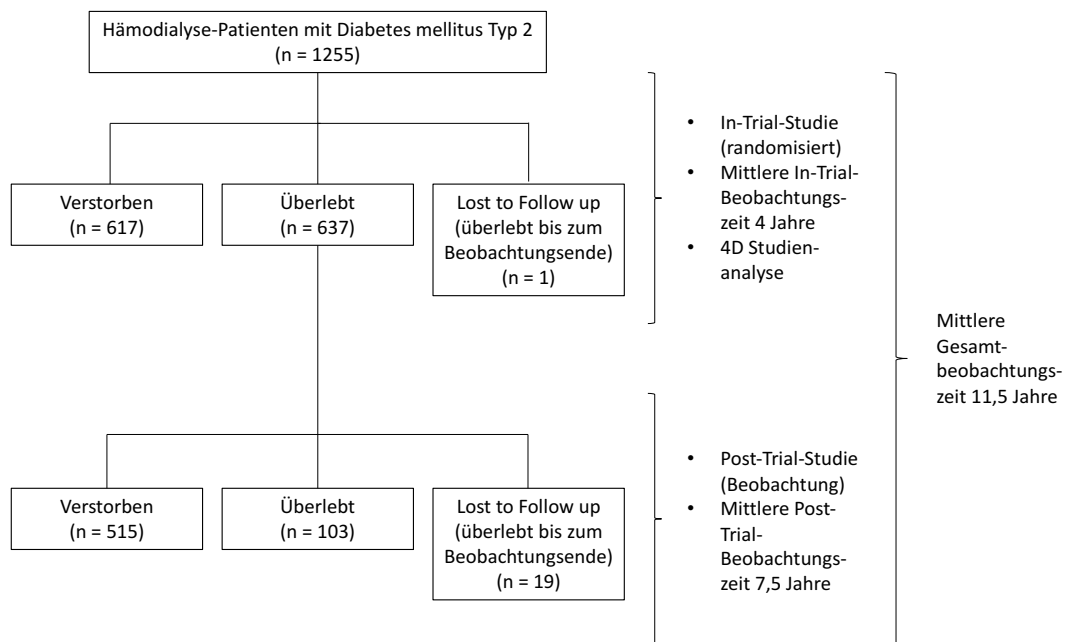 Hämodialyse-Patienten mit Diabetes mellitus Typ 2
(n = 1255)
Verstorben
(n = 617)
Überlebt
(n = 637)
Lost to Follow up
(überlebt bis zum
Beobachtungsende)
(n = 1)
• In-Trial-Studie
(randomisiert)
• Mittlere In-Trial-
Beobachtungs-
zeit 4 Jahre
• 4D Studien-
analyse
Mittlere
Gesamt-
beobachtungs-
zeit 11,5 Jahre
Verstorben
(n = 515)
Überlebt
(n = 103)
Lost to Follow up
(überlebt bis zum
Beobachtungsende)
(n = 19)
• Post-Trial-Studie
(Beobachtung)
• Mittlere Post-
Trial-
Beobachtungs-
zeit 7,5 Jahre